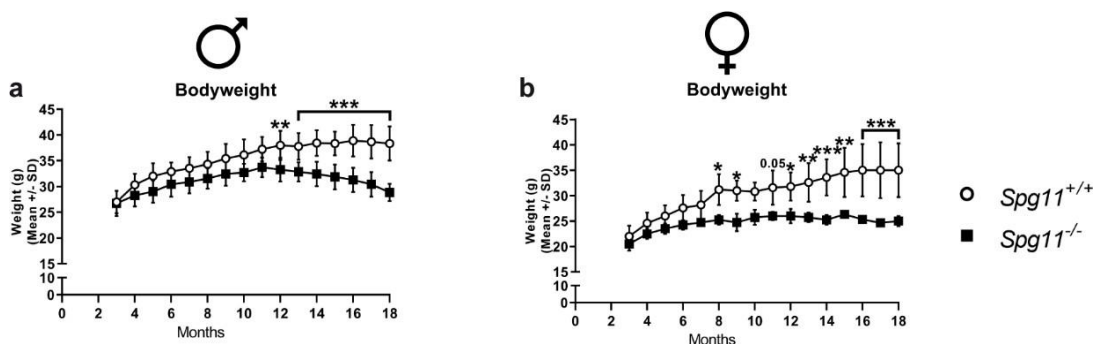 a
Bodyweight
Weight (g)
(Mean +/- SD)
45
40
35
30
25
20
15
10
0
** ***
0 2 4 6 8 10 12 14 16 18
Months
b
Bodyweight
Weight (g)
(Mean +/- SD)
45
40
35
30
25
20
15
10
5
0
* * 0.05 * ** *** ** ***
0 2 4 6 8 10 12 14 16 18
Months
Spg11+/+
Spg11-/-